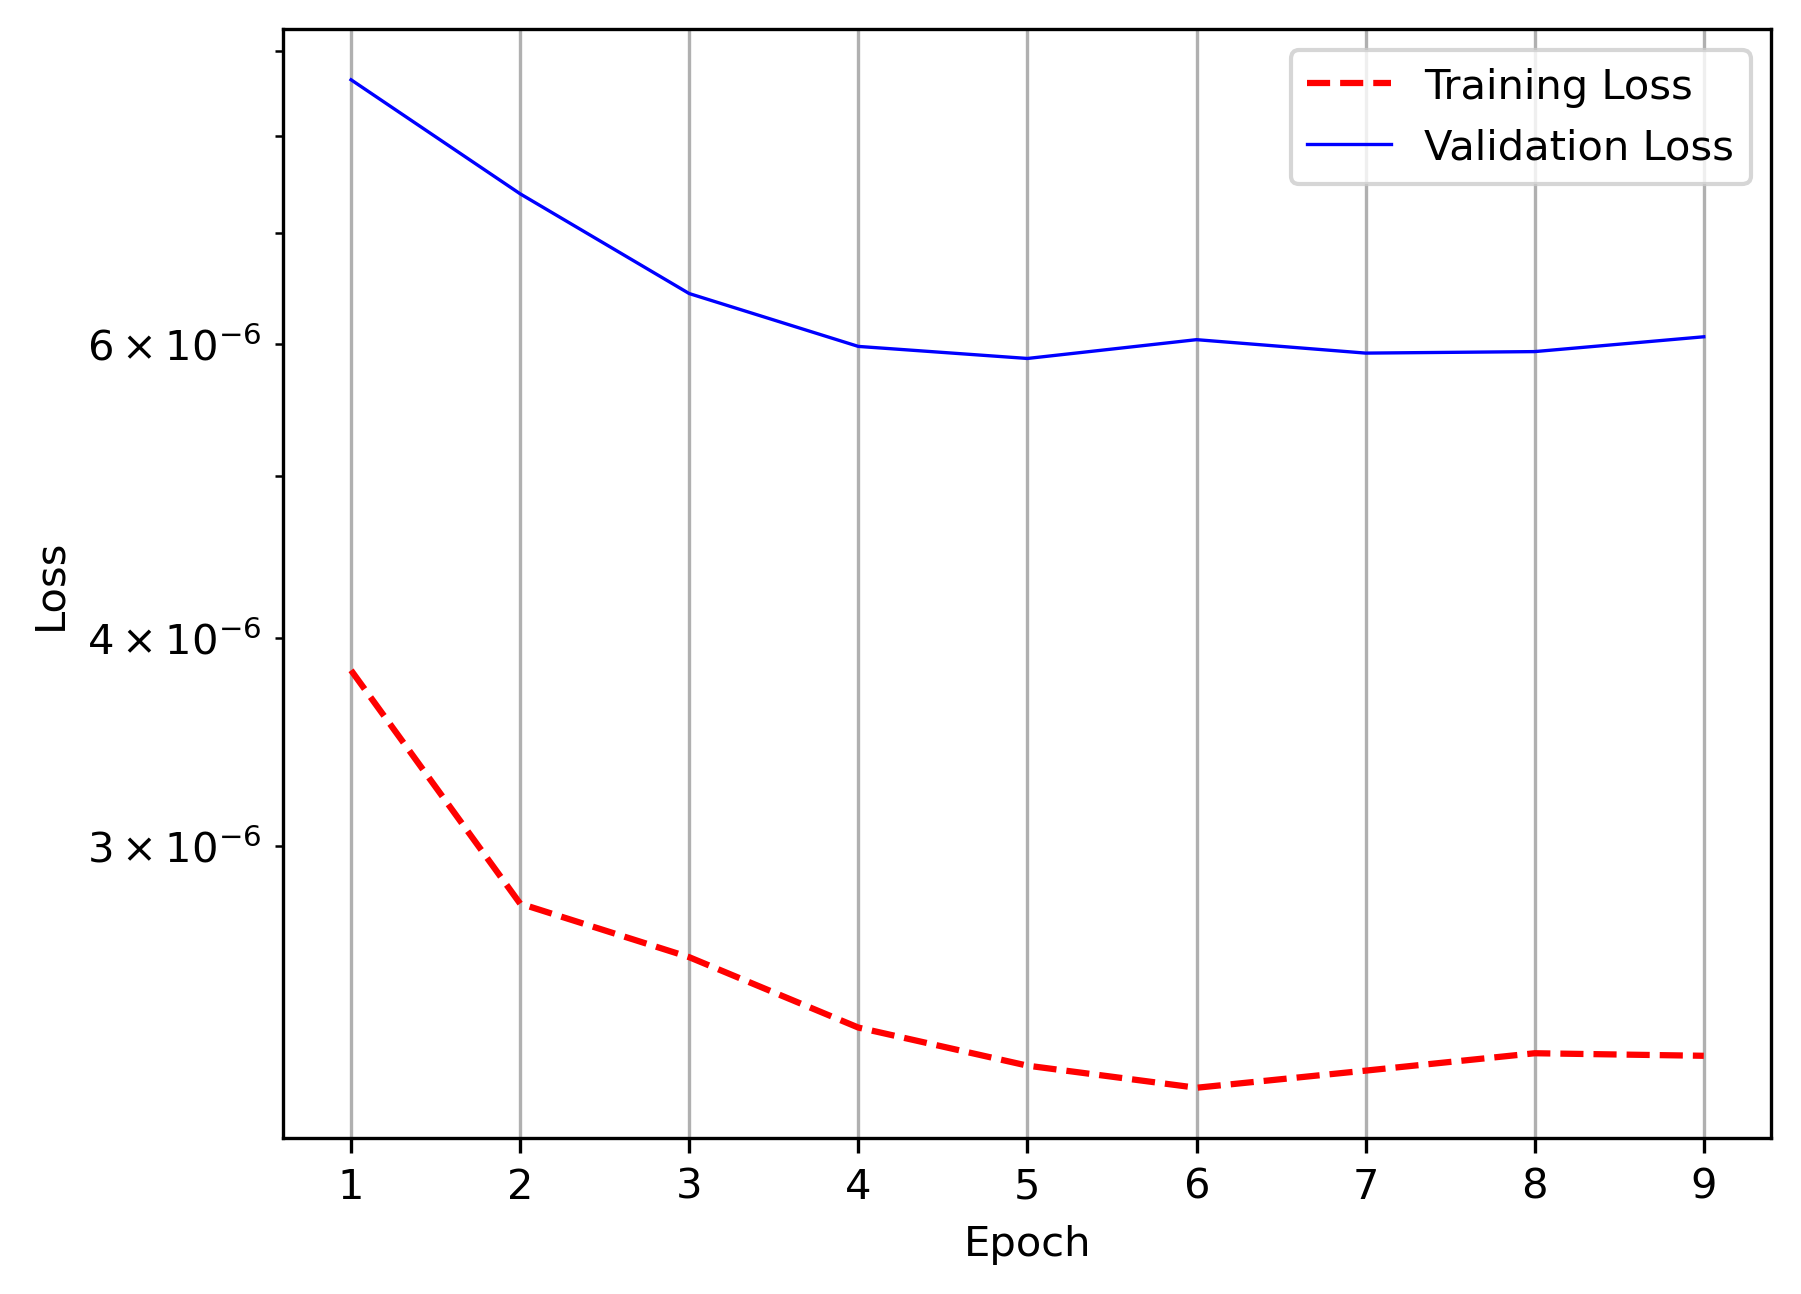 Training Loss
Validation Loss
6 × 10⁻⁶
4 × 10⁻⁶
3 × 10⁻⁶
Loss
1 2 3 4 5 6 7 8 9
Epoch